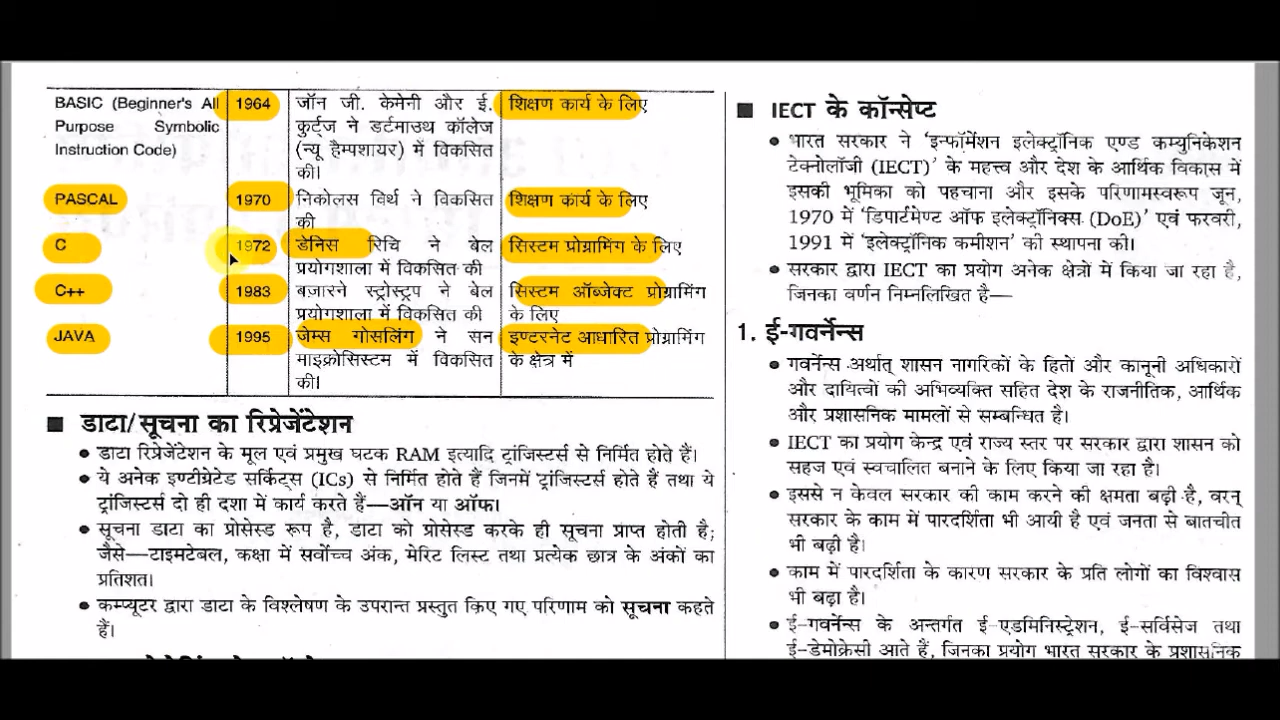 BASIC (Beginner's All
Purpose Symbolic
Instruction Code)
1964
जॉन जी. केमेनी और ई.
कुर्ट्ज ने डर्टमाउथ कॉलेज
(न्यू हैम्पशायर) में विकसित
की।
शिक्षण कार्य के लिए
PASCAL
1970
निकोलस विर्थ ने विकसित
की
शिक्षण कार्य के लिए
C
1972
डेनिस रिचि ने बेल
प्रयोगशाला में विकसित की
सिस्टम प्रोग्रामिंग के लिए
C++
1983
बज़ारने स्ट्रोस्ट्रप ने बेल
प्रयोगशाला में विकसित की
सिस्टम ऑब्जेक्ट प्रोग्रामिंग
के लिए
JAVA
1995
जेम्स गोसलिंग ने सन
माइक्रोसिस्टम में विकसित
की।
इण्टरनेट आधारित प्रोग्रामिंग
के क्षेत्र में
■ डाटा/सूचना का रिप्रेजेंटेशन
● डाटा रिप्रेजेंटेशन के मूल एवं प्रमुख घटक RAM इत्यादि ट्रांजिस्टर्स से निर्मित होते हैं।
● ये अनेक इण्टीग्रेटेड सर्किट्स (ICs) से निर्मित होते हैं जिनमें ट्रांजिस्टर्स होते हैं तथा ये
ट्रांजिस्टर्स दो ही दशा में कार्य करते हैं—ऑन या ऑफ।
● सूचना डाटा का प्रोसेस्ड रूप है, डाटा को प्रोसेस्ड करके ही सूचना प्राप्त होती है;
जैसे—टाइमटेबल, कक्षा में सर्वोच्च अंक, मेरिट लिस्ट तथा प्रत्येक छात्र के अंकों का
प्रतिशत।
● कम्प्यूटर द्वारा डाटा के विश्लेषण के उपरान्त प्रस्तुत किए गए परिणाम को सूचना कहते
हैं।
■ IECT के कॉन्सेप्ट
● भारत सरकार ने 'इन्फॉर्मेशन इलेक्ट्रॉनिक एण्ड कम्युनिकेशन
टेक्नोलॉजी (IECT)' के महत्त्व और देश के आर्थिक विकास में
इसकी भूमिका को पहचाना और इसके परिणामस्वरूप जून,
1970 में 'डिपार्टमेण्ट ऑफ इलेक्ट्रॉनिक्स (DoE)' एवं फरवरी,
1991 में 'इलेक्ट्रॉनिक कमीशन' की स्थापना की।
● सरकार द्वारा IECT का प्रयोग अनेक क्षेत्रों में किया जा रहा है,
जिनका वर्णन निम्नलिखित है—
1. ई-गवर्नेन्स
● गवर्नेन्स अर्थात् शासन नागरिकों के हितों और कानूनी अधिकारों
और दायित्वों की अभिव्यक्ति सहित देश के राजनीतिक, आर्थिक
और प्रशासनिक मामलों से सम्बन्धित है।
● IECT का प्रयोग केन्द्र एवं राज्य स्तर पर सरकार द्वारा शासन को
सहज एवं स्वचालित बनाने के लिए किया जा रहा है।
● इससे न केवल सरकार की काम करने की क्षमता बढ़ी है, वरन्
सरकार के काम में पारदर्शिता भी आयी है एवं जनता से बातचीत
भी बढ़ी है।
● काम में पारदर्शिता के कारण सरकार के प्रति लोगों का विश्वास
भी बढ़ा है।
● ई-गवर्नेन्स के अन्तर्गत ई-एडमिनिस्ट्रेशन, ई-सर्विसेज तथा
ई-डेमोक्रेसी आते हैं, जिनका प्रयोग भारत सरकार के प्रशासनिक